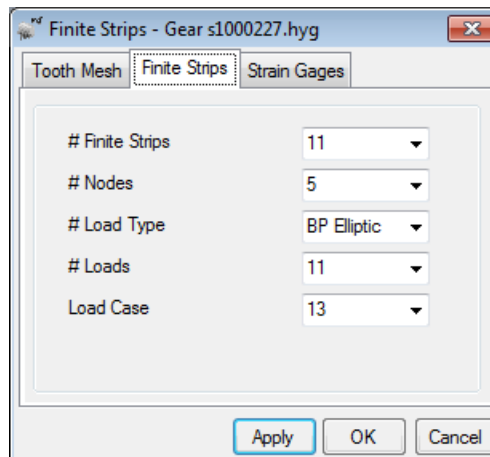 Finite Strips - Gear s1000227.hyg
Tooth Mesh Finite Strips Strain Gages
# Finite Strips 11
# Nodes 5
# Load Type BP Elliptic
# Loads 11
Load Case 13
Apply OK Cancel